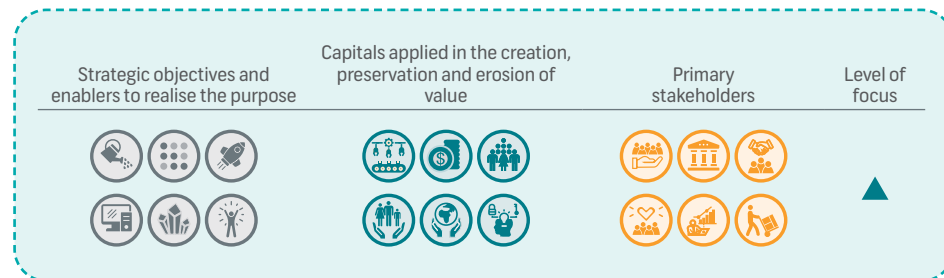 Strategic objectives and
enablers to realise the purpose
Capitals applied in the creation,
preservation and erosion of
value
Primary
stakeholders
Level of
focus
$